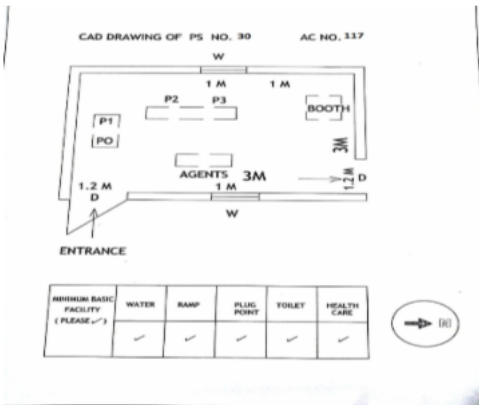 CAD DRAWING OF PS NO. 30 AC NO. 117
W
1 M 1 M
P2 P3
BOOTH
P1
PO
3M
AGENTS 3M
1.2 M 1 M 1.2 M D
D
W
ENTRANCE
MINIMUM BASIC FACILITY (PLEASE ✓) WATER RAMP PLUG POINT TOILET HEALTH CARE
✓ ✓ ✓ ✓ ✓